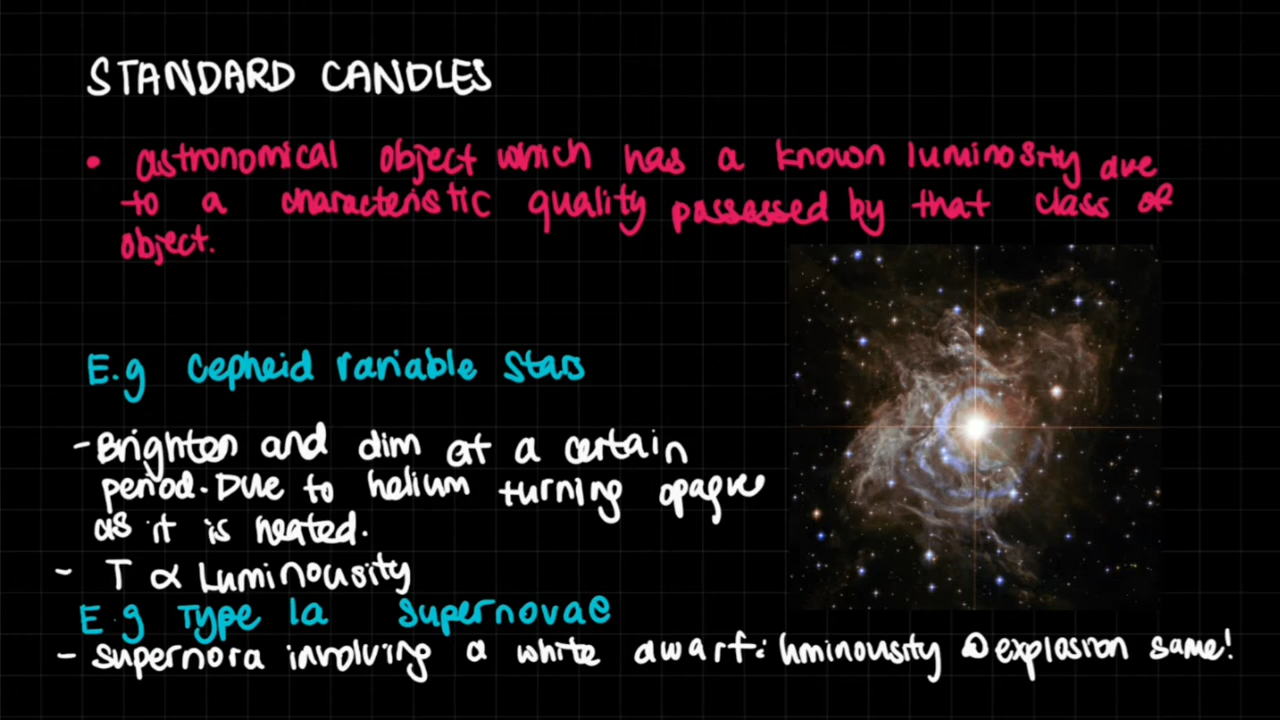 STANDARD CANDLES
• astronomical object which has a known luminosity due
to a characteristic quality possessed by that class of
object.
E.g Cepheid variable stars
- Brighten and dim at a certain
period. Due to helium turning opaque
as it is heated.
- T ∝ Luminousity
E.g Type 1a supernovae
- supernova involving a white dwarf: luminousity @ explosion same!